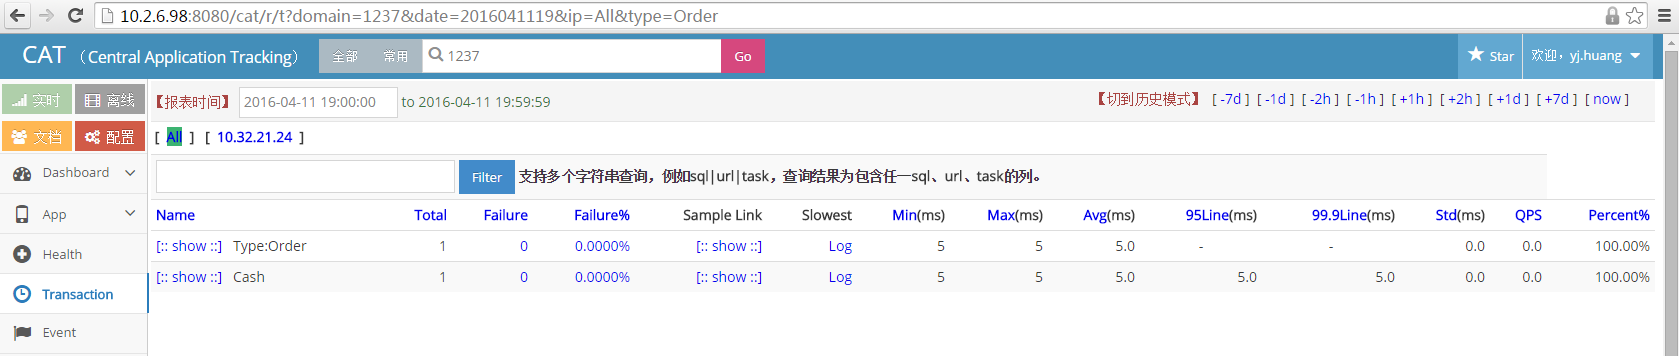 10.2.6.98:8080/cat/r/t?domain=1237&date=2016041119&ip=All&type=Order
CAT（Central Application Tracking） 全部 常用 1237 Go Star 欢迎，yj.huang
实时 离线 【报表时间】 2016-04-11 19:00:00 to 2016-04-11 19:59:59 【切到历史模式】 [ -7d ] [ -1d ] [ -2h ] [ -1h ] [ +1h ] [ +2h ] [ +1d ] [ +7d ] [ now ]
文档 配置 [ All ] [ 10.32.21.24 ]
Dashboard Filter 支持多个字符串查询，例如sql|url|task，查询结果为包含任一sql、url、task的列。
App Name Total Failure Failure% Sample Link Slowest Min(ms) Max(ms) Avg(ms) 95Line(ms) 99.9Line(ms) Std(ms) QPS Percent%
Health [:: show ::] Type:Order 1 0 0.0000% [:: show ::] Log 5 5 5.0 - - 0.0 0.0 100.00%
[:: show ::] Cash 1 0 0.0000% [:: show ::] Log 5 5 5.0 5.0 5.0 0.0 0.0 100.00%
Transaction
Event